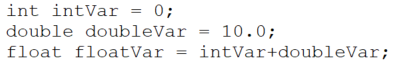 int intVar = 0;
double doubleVar = 10.0;
float floatVar = intVar+doubleVar;